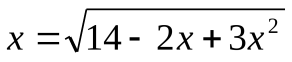 x = √(14 - 2x + 3x²)